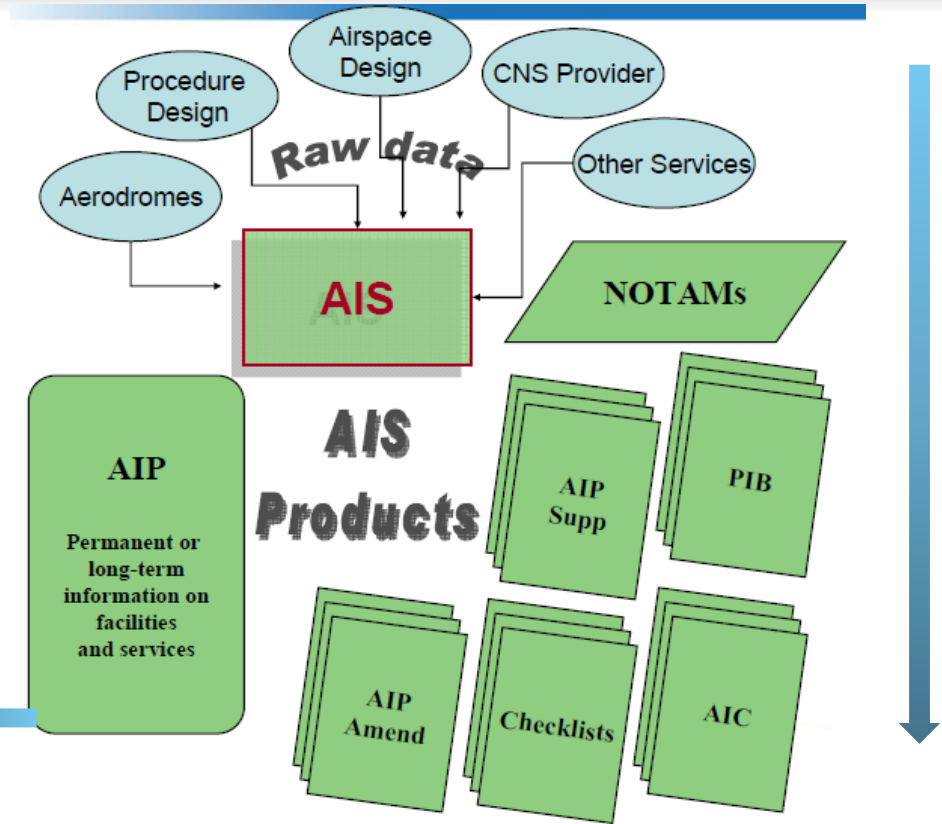 Airspace
Design
CNS Provider
Procedure
Design
Raw data
Other Services
Aerodromes
AIS
NOTAMs
AIP
Permanent or
long-term
information on
facilities
and services
AIS
Products
AIP
Supp
PIB
AIP
Amend
Checklists
AIC